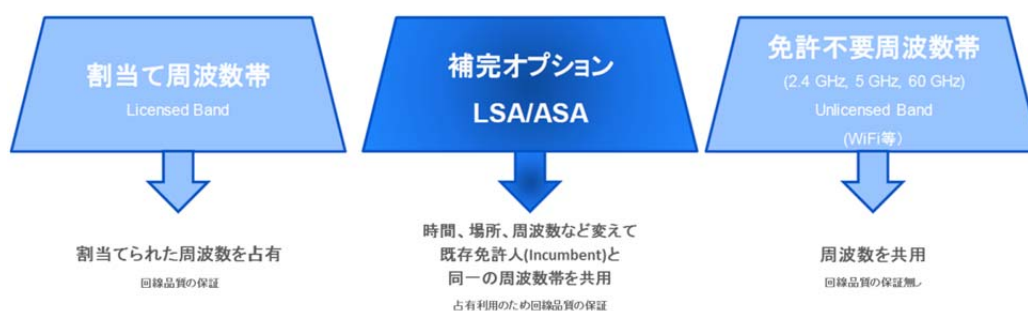 割当て周波数帯
Licensed Band
補完オプション
LSA/ASA
免許不要周波数帯
(2.4 GHz, 5 GHz, 60 GHz)
Unlicensed Band
(WiFi等)
割当てられた周波数を占有
回線品質の保証
時間、場所、周波数など変えて
既存免許人(Incumbent)と
同一の周波数帯を共用
占有利用のため回線品質の保証
周波数を共用
回線品質の保証無し